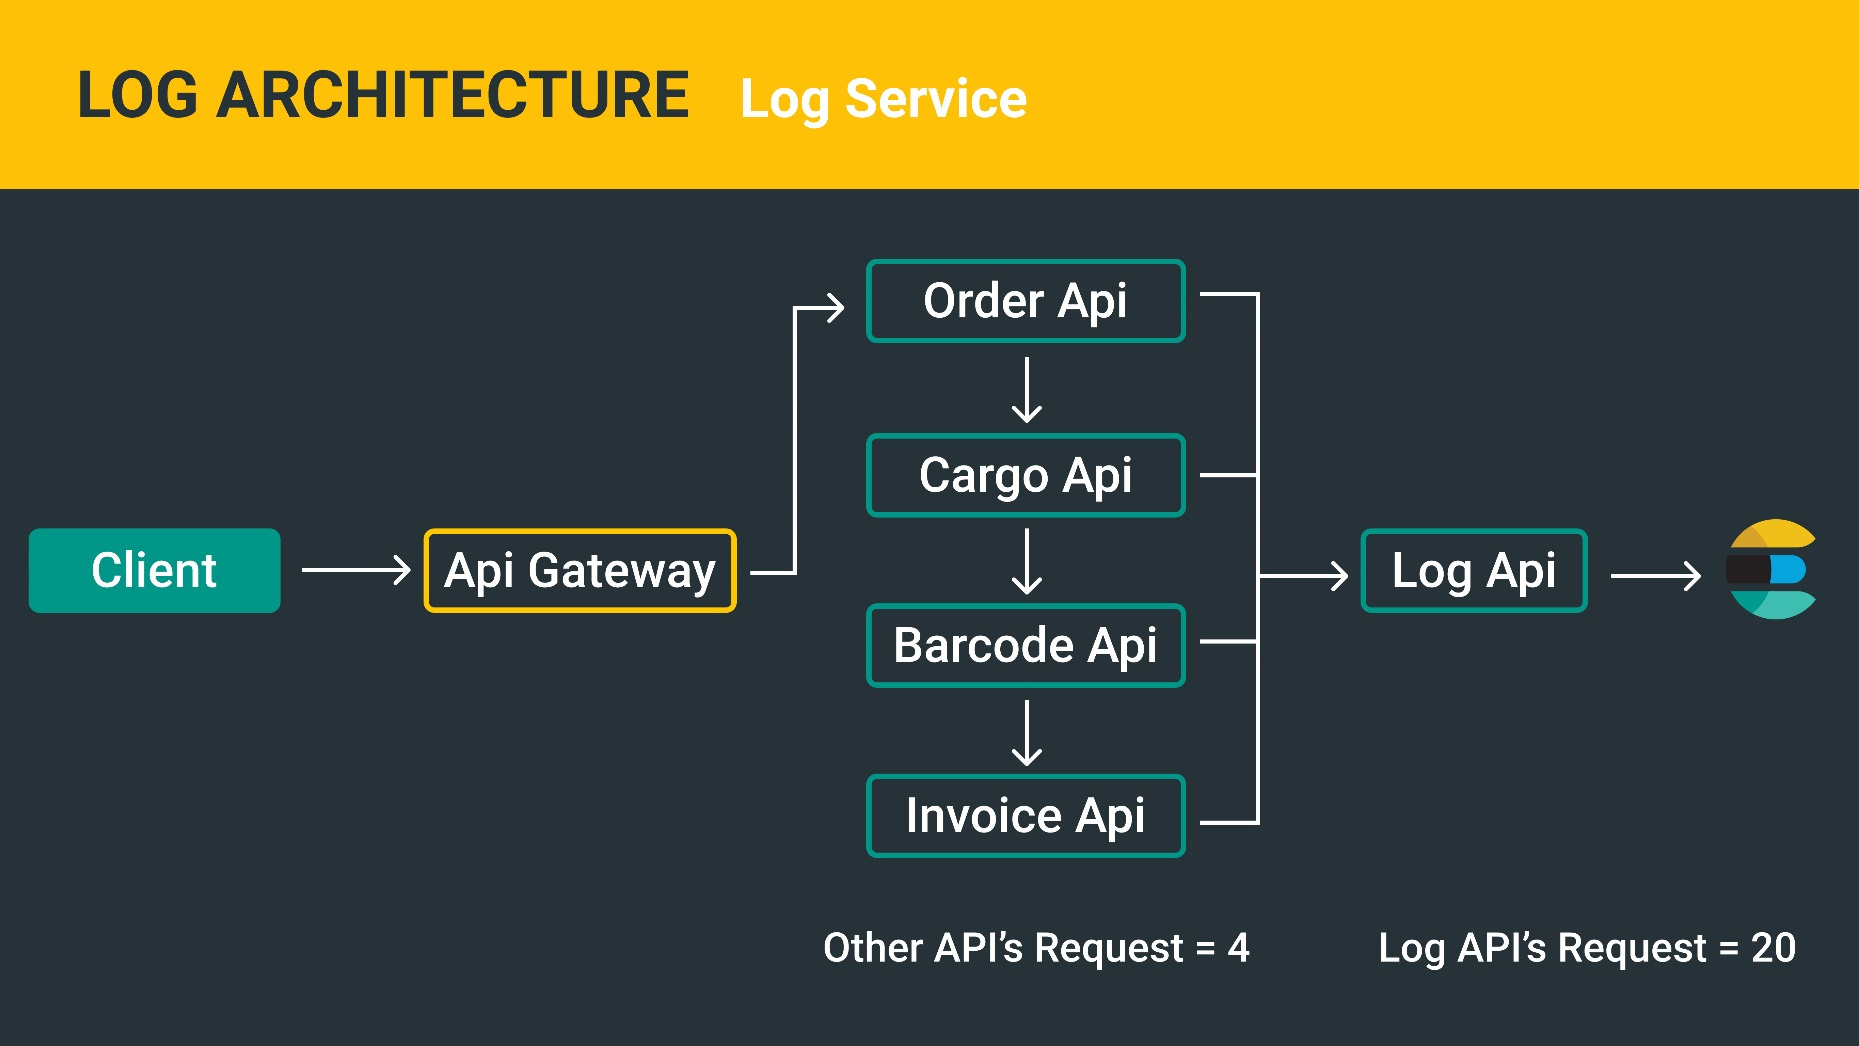 LOG ARCHITECTURE Log Service
Order Api
Cargo Api
Client
Api Gateway
Log Api
Barcode Api
Invoice Api
Other API’s Request = 4
Log API’s Request = 20